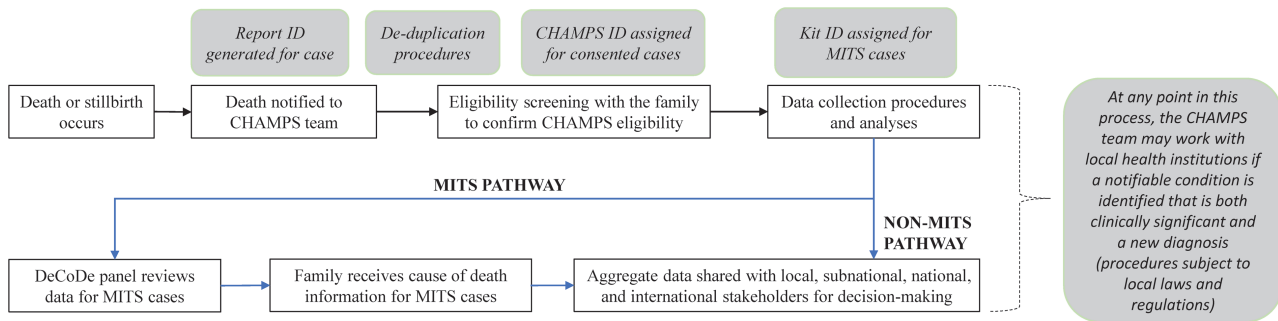 Report ID
generated for case
De-duplication
procedures
CHAMPS ID assigned
for consented cases
Kit ID assigned for
MITS cases
Death or stillbirth
occurs
Death notified to
CHAMPS team
Eligibility screening with the family
to confirm CHAMPS eligibility
Data collection procedures
and analyses
At any point in this
process, the CHAMPS
team may work with
local health institutions if
a notifiable condition is
identified that is both
clinically significant and
a new diagnosis
(procedures subject to
local laws and
regulations)
MITS PATHWAY
NON-MITS
PATHWAY
DeCoDe panel reviews
data for MITS cases
Family receives cause of death
information for MITS cases
Aggregate data shared with local, subnational, national,
and international stakeholders for decision-making